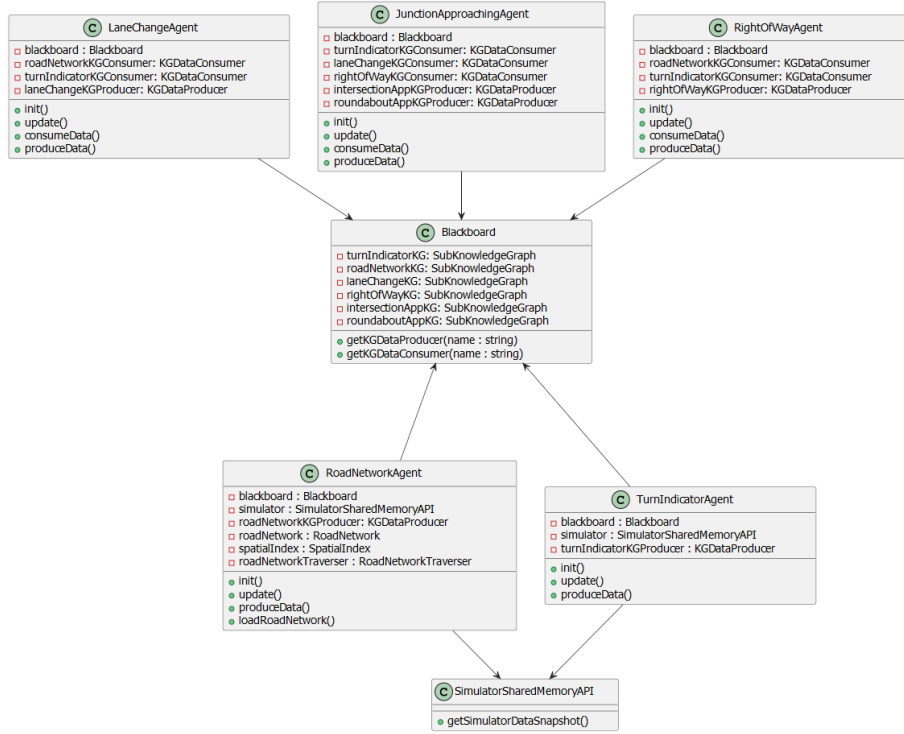 C LaneChangeAgent
blackboard : Blackboard
roadNetworkKGConsumer: KGDataConsumer
turnIndicatorKGConsumer: KGDataConsumer
laneChangeKGProducer: KGDataProducer
init()
update()
consumeData()
produceData()
C JunctionApproachingAgent
blackboard : Blackboard
turnIndicatorKGConsumer: KGDataConsumer
laneChangeKGConsumer: KGDataConsumer
rightOfWayKGConsumer: KGDataConsumer
intersectionAppKGProducer: KGDataProducer
roundaboutAppKGProducer: KGDataProducer
init()
update()
consumeData()
produceData()
C RightOfWayAgent
blackboard : Blackboard
roadNetworkKGConsumer: KGDataConsumer
turnIndicatorKGConsumer: KGDataConsumer
rightOfWayKGProducer: KGDataProducer
init()
update()
consumeData()
produceData()
C Blackboard
turnIndicatorKG: SubKnowledgeGraph
roadNetworkKG: SubKnowledgeGraph
laneChangeKG: SubKnowledgeGraph
rightOfWayKG: SubKnowledgeGraph
intersectionAppKG: SubKnowledgeGraph
roundaboutAppKG: SubKnowledgeGraph
getKGDataProducer(name : string)
getKGDataConsumer(name : string)
C RoadNetworkAgent
blackboard : Blackboard
simulator : SimulatorSharedMemoryAPI
roadNetworkKGProducer: KGDataProducer
roadNetwork : RoadNetwork
spatialIndex : SpatialIndex
roadNetworkTraverser : RoadNetworkTraverser
init()
update()
produceData()
loadRoadNetwork()
C TurnIndicatorAgent
blackboard : Blackboard
simulator : SimulatorSharedMemoryAPI
turnIndicatorKGProducer : KGDataProducer
init()
update()
produceData()
C SimulatorSharedMemoryAPI
getSimulatorDataSnapshot()